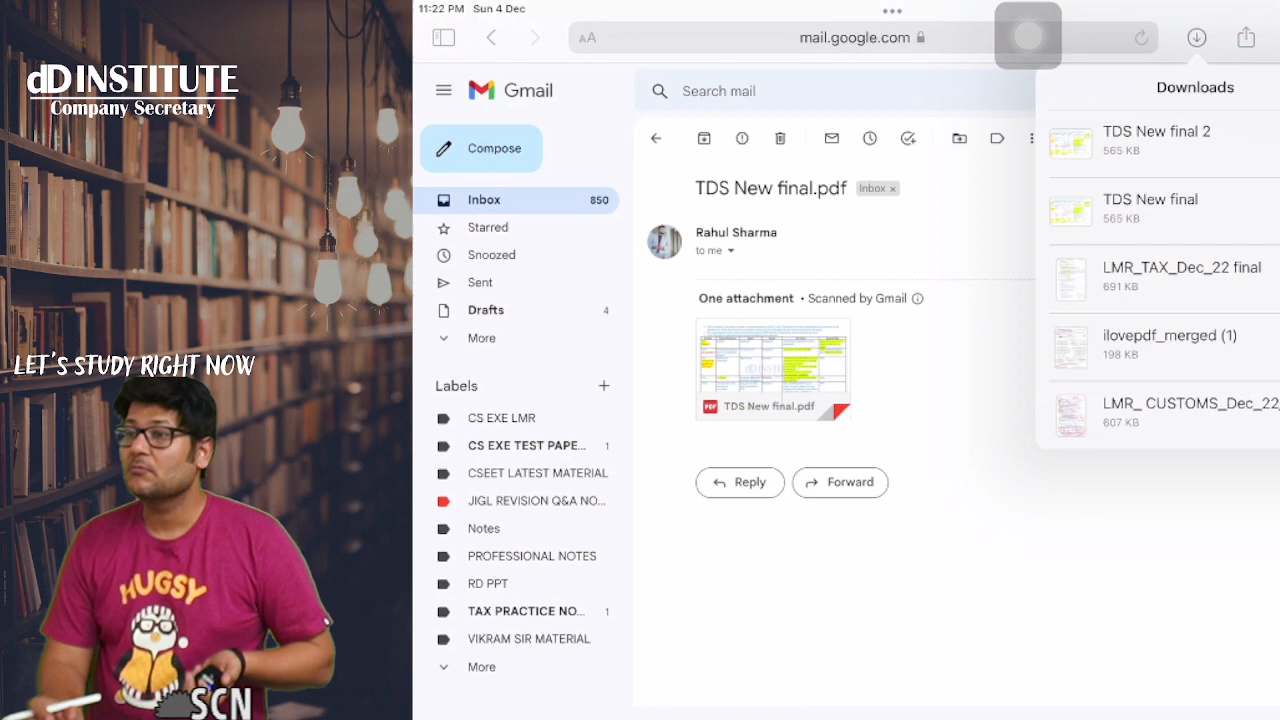 dD INSTITUTE
Company Secretary
LET'S STUDY RIGHT NOW
HUGSY
SCN
11:22 PM Sun 4 Dec
AA
mail.google.com
Gmail
Search mail
Compose
Inbox 850
Starred
Snoozed
Sent
Drafts 4
More
Labels
CS EXE LMR
CS EXE TEST PAPE... 1
CSEET LATEST MATERIAL
JIGL REVISION Q&A NO...
Notes
PROFESSIONAL NOTES
RD PPT
TAX PRACTICE NO... 1
VIKRAM SIR MATERIAL
More
TDS New final.pdf Inbox ×
Rahul Sharma
to me
One attachment • Scanned by Gmail
PDF TDS New final.pdf
Reply Forward
Downloads
TDS New final 2
565 KB
TDS New final
565 KB
LMR_TAX_Dec_22 final
691 KB
ilovepdf_merged (1)
198 KB
LMR_ CUSTOMS_Dec_22
607 KB